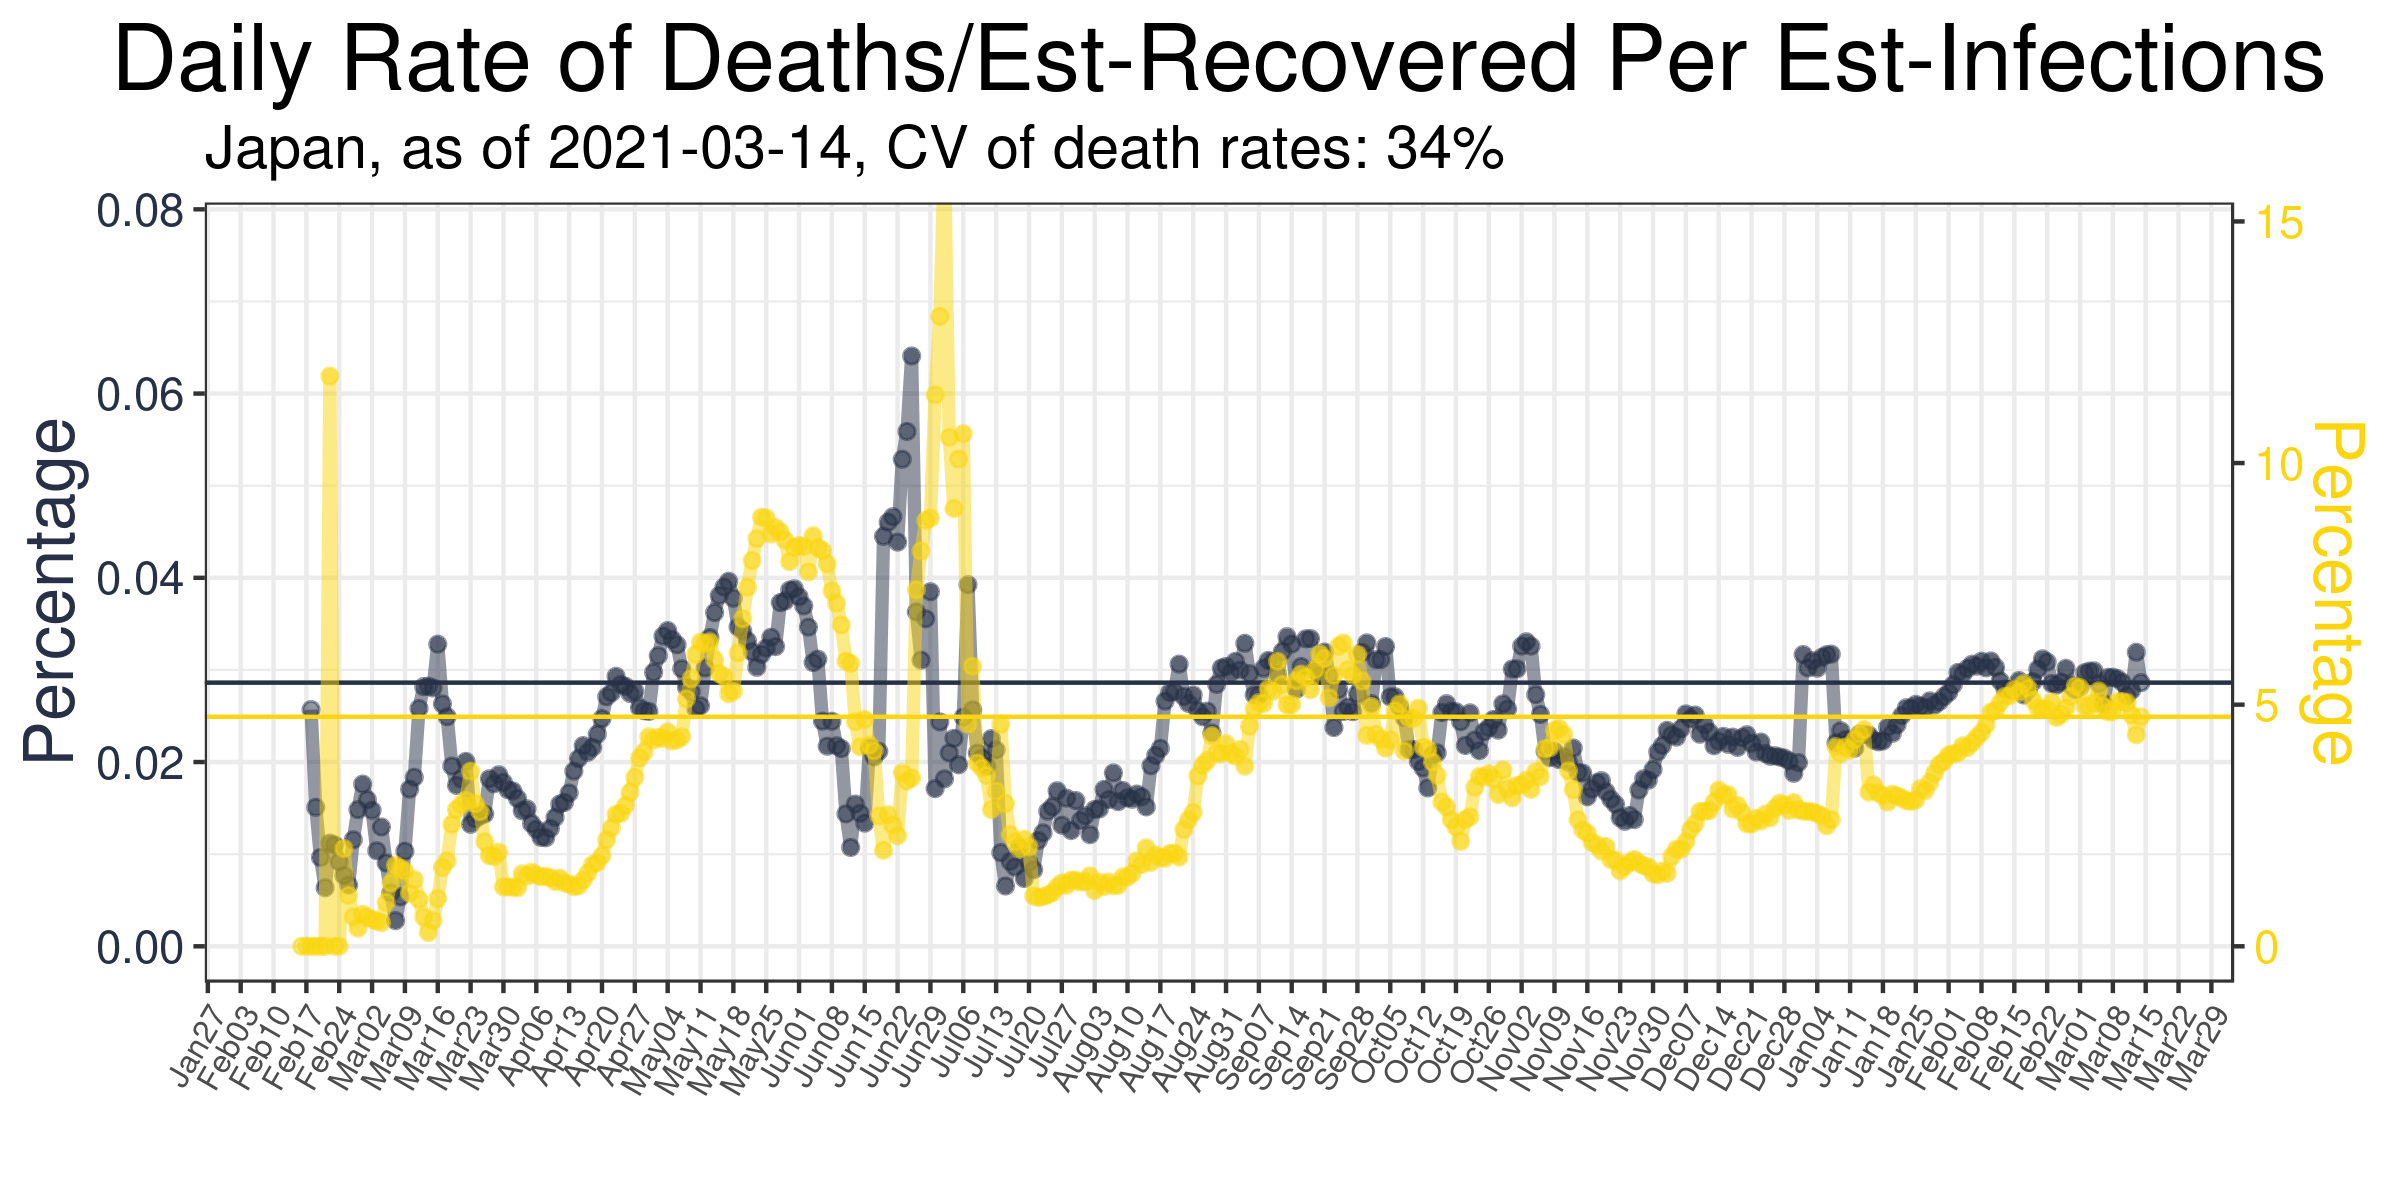 Daily Rate of Deaths/Est-Recovered Per Est-Infections
Japan, as of 2021-03-14, CV of death rates: 34%
Percentage
0.08
0.06
0.04
0.02
0.00
15
10
5
0
Percentage
Jan27
Feb03
Feb10
Feb17
Feb24
Mar02
Mar09
Mar16
Mar23
Mar30
Apr06
Apr13
Apr20
Apr27
May04
May11
May18
May25
Jun01
Jun08
Jun15
Jun22
Jun29
Jul06
Jul13
Jul20
Jul27
Aug03
Aug10
Aug17
Aug24
Aug31
Sep07
Sep14
Sep21
Sep28
Oct05
Oct12
Oct19
Oct26
Nov02
Nov09
Nov16
Nov23
Nov30
Dec07
Dec14
Dec21
Dec28
Jan04
Jan11
Jan18
Jan25
Feb01
Feb08
Feb15
Feb22
Mar01
Mar08
Mar15
Mar22
Mar29